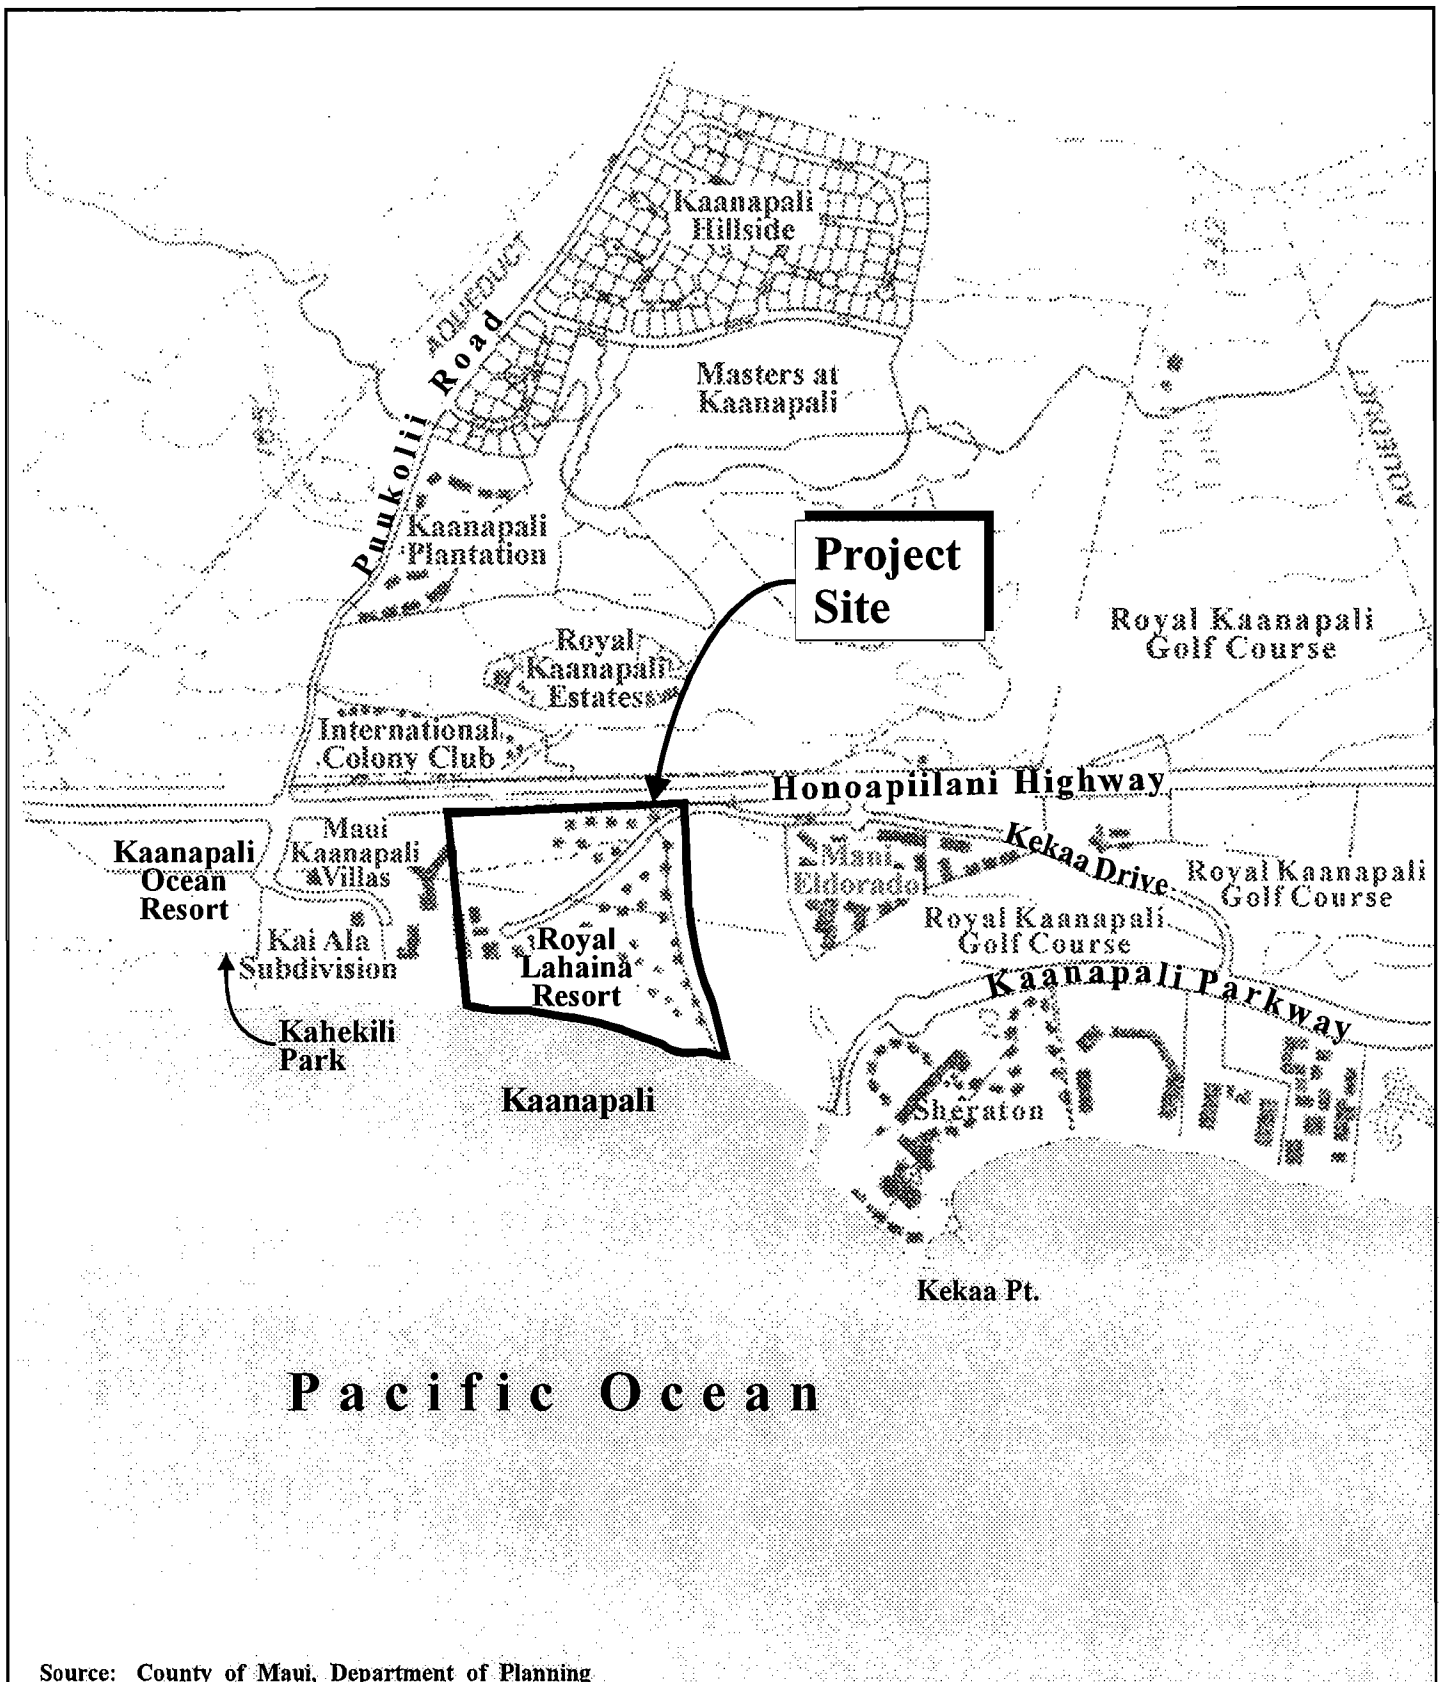 Kaanapali
Hillside
AQUEDUCT
Puukolii Road
Masters at
Kaanapali
AQUEDUCT
Kaanapali
Plantation
Project
Site
Royal Kaanapali
Golf Course
Royal
Kaanapali
Estatess
International
Colony Club
Honoapiilani Highway
Maui
Kaanapali
Villas
Kaanapali
Ocean
Resort
Kekaa Drive
Maui
Eldorado
Royal Kaanapali
Golf Course
Royal Kaanapali
Golf Course
Kai Ala
Subdivision
Royal
Lahaina
Resort
Kaanapali Parkway
Kahekili
Park
Kaanapali
Sheraton
Kekaa Pt.
Pacific Ocean
Source: County of Maui, Department of Planning